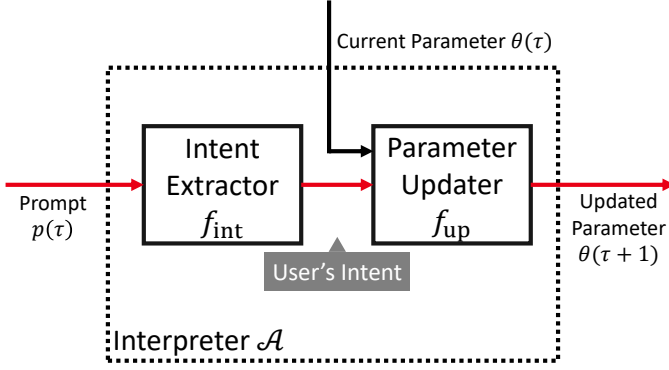 Current Parameter θ(τ)
Intent
Extractor
f_int
Parameter
Updater
f_up
Prompt
p(τ)
User's Intent
Updated
Parameter
θ(τ + 1)
Interpreter 𝒜